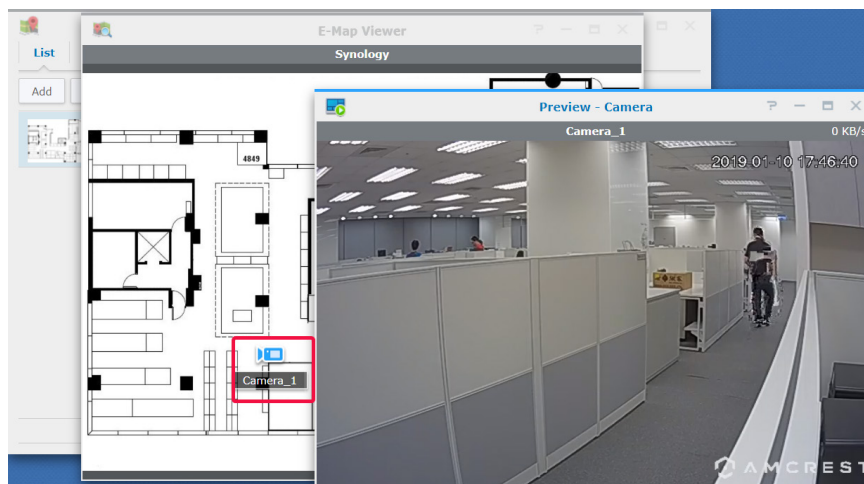 E-Map Viewer
List
Synology
Add
Preview - Camera
Camera_1
0 KB/s
2019-01-10 17:46:40
4849
Camera_1
AMCREST